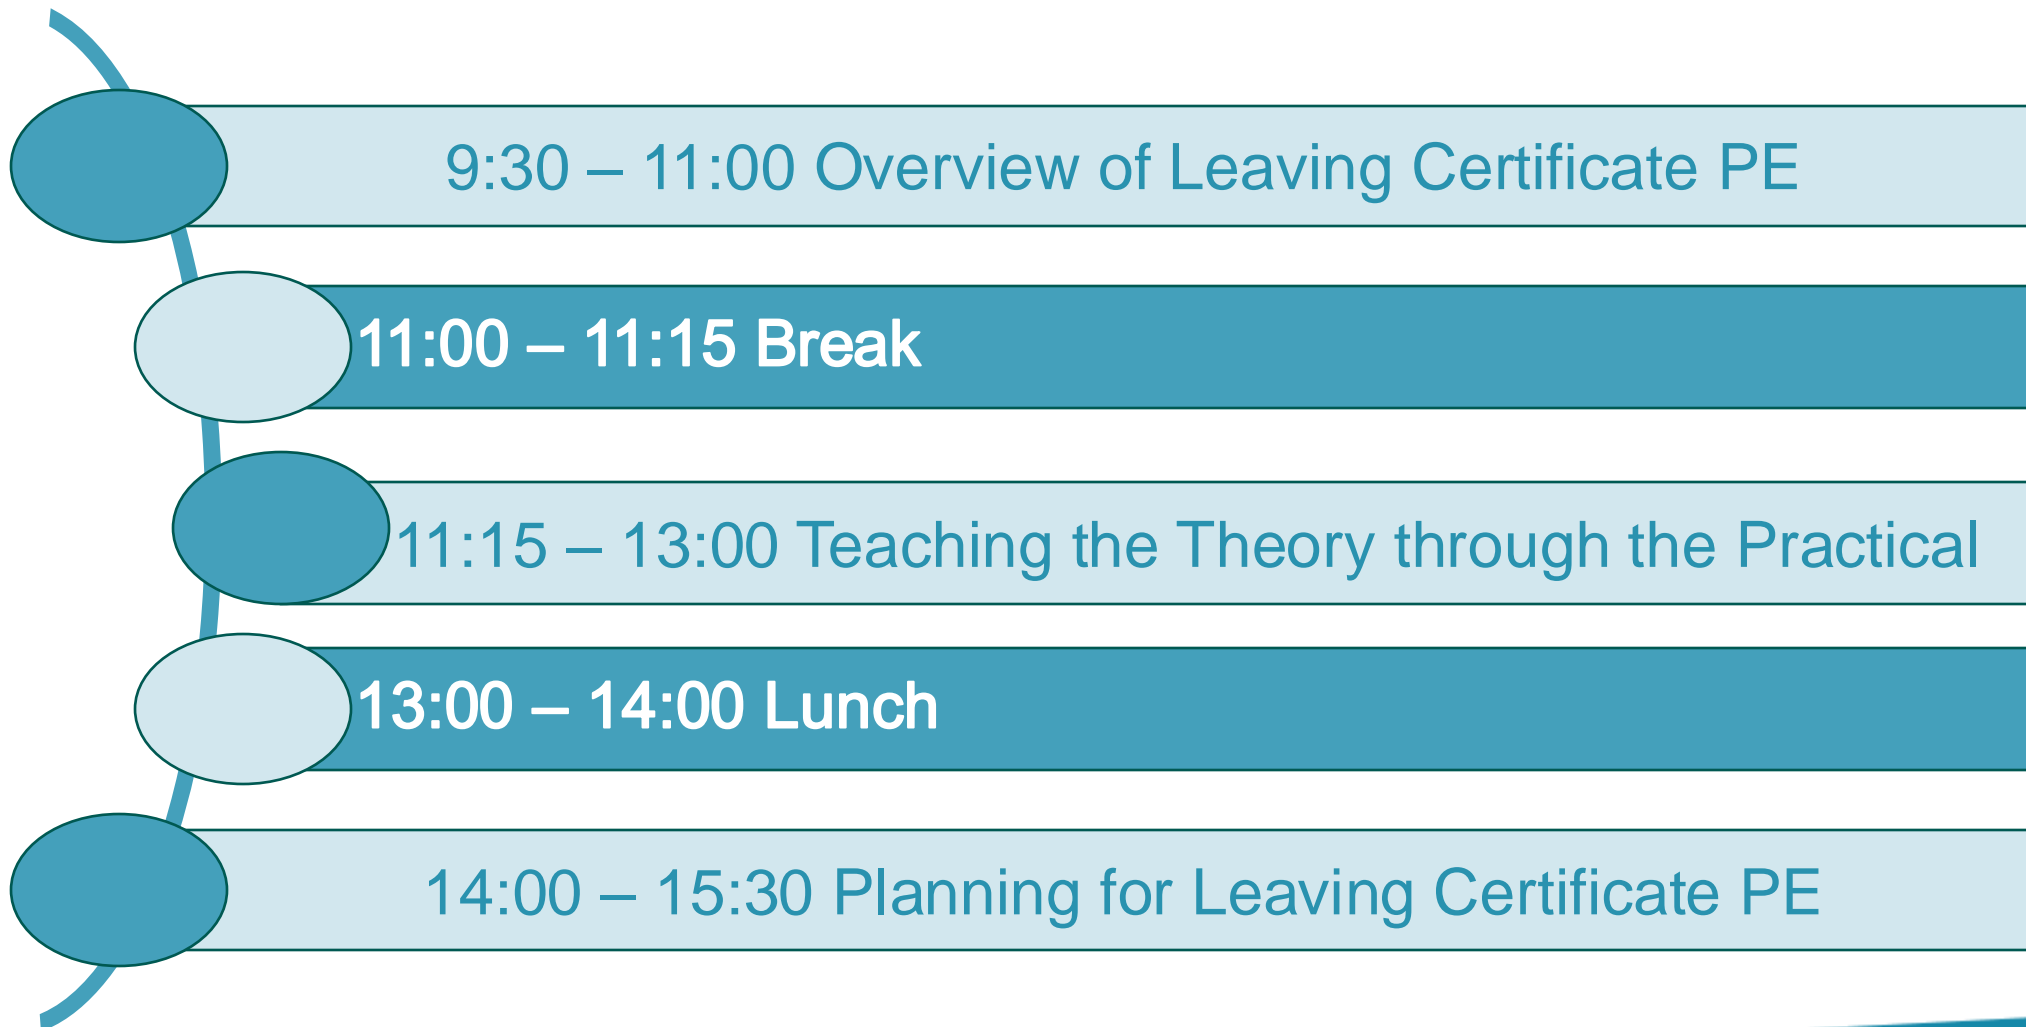 9:30 – 11:00 Overview of Leaving Certificate PE
11:00 – 11:15 Break
11:15 – 13:00 Teaching the Theory through the Practical
13:00 – 14:00 Lunch
14:00 – 15:30 Planning for Leaving Certificate PE